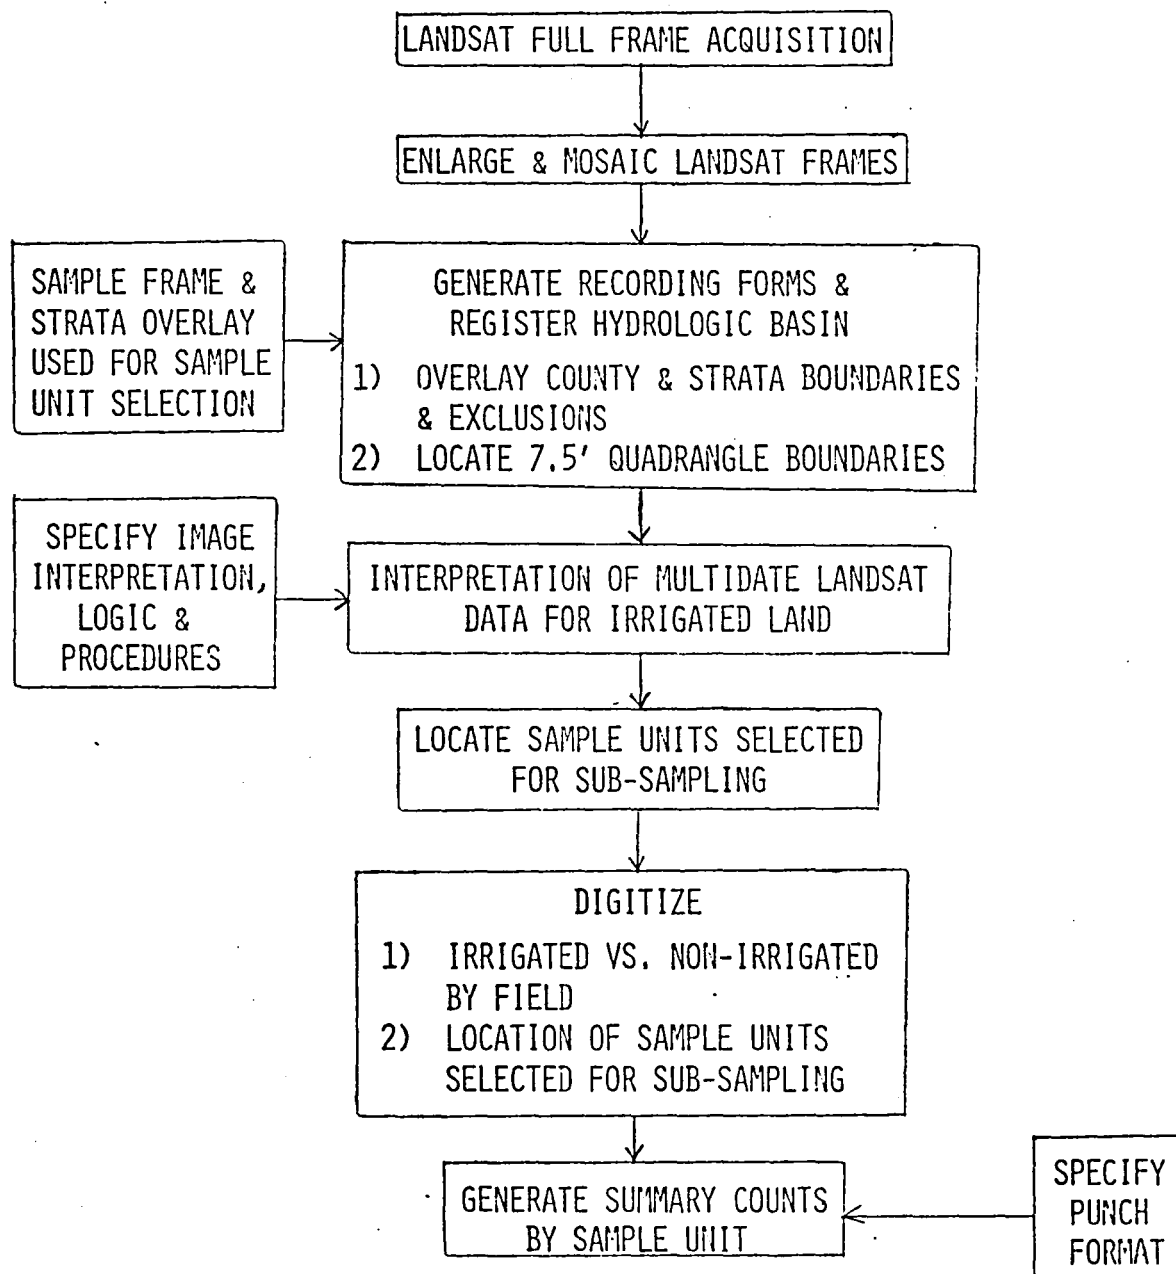 LANDSAT FULL FRAME ACQUISITION
ENLARGE & MOSAIC LANDSAT FRAMES
SAMPLE FRAME &
STRATA OVERLAY
USED FOR SAMPLE
UNIT SELECTION
GENERATE RECORDING FORMS &
REGISTER HYDROLOGIC BASIN
1) OVERLAY COUNTY & STRATA BOUNDARIES
& EXCLUSIONS
2) LOCATE 7.5' QUADRANGLE BOUNDARIES
SPECIFY IMAGE
INTERPRETATION,
LOGIC &
PROCEDURES
INTERPRETATION OF MULTIDATE LANDSAT
DATA FOR IRRIGATED LAND
LOCATE SAMPLE UNITS SELECTED
FOR SUB-SAMPLING
DIGITIZE
1) IRRIGATED VS. NON-IRRIGATED
BY FIELD
2) LOCATION OF SAMPLE UNITS
SELECTED FOR SUB-SAMPLING
GENERATE SUMMARY COUNTS
BY SAMPLE UNIT
SPECIFY
PUNCH
FORMAT